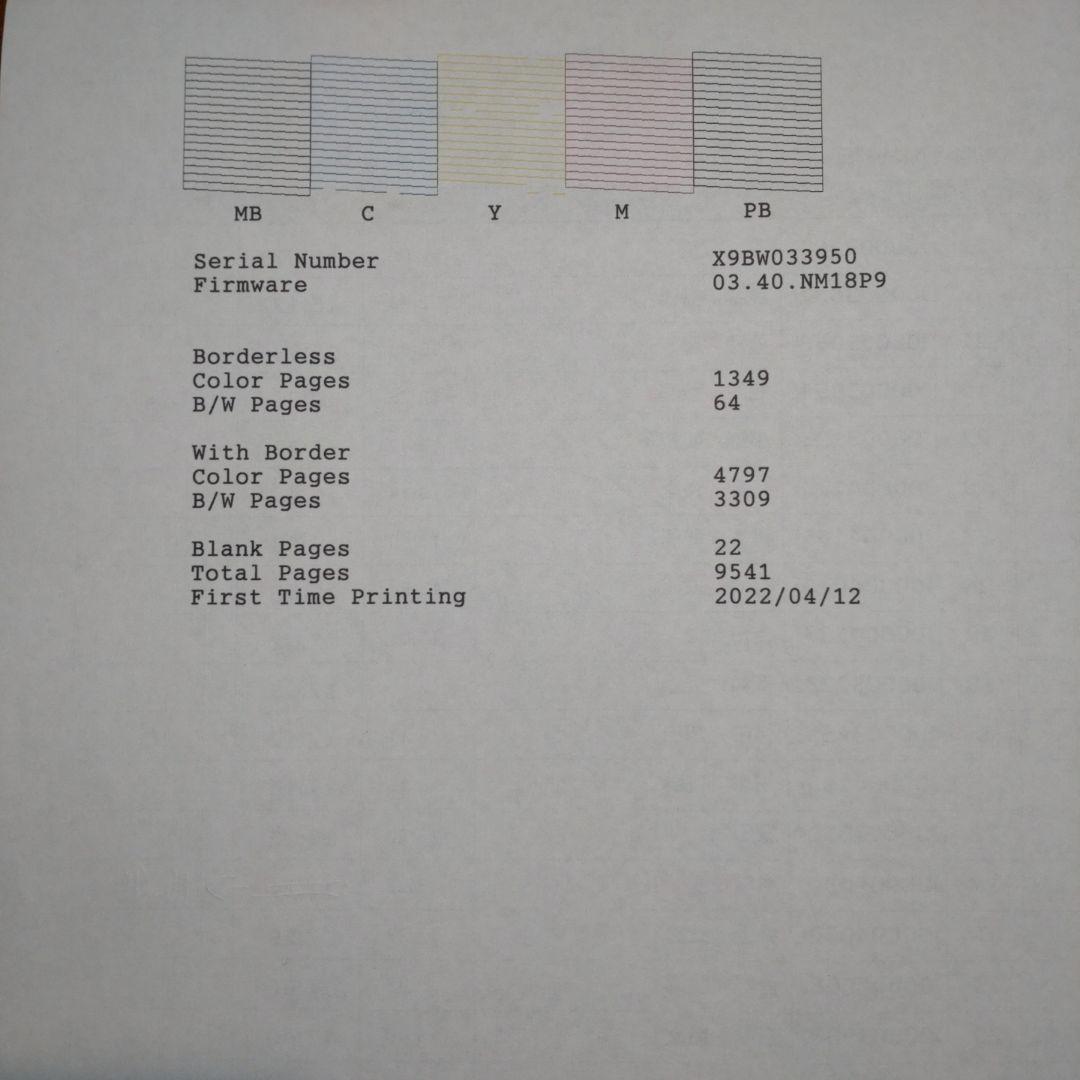 MB C Y M PB
Serial Number X9BW033950
Firmware 03.40.NM18P9
Borderless
Color Pages 1349
B/W Pages 64
With Border
Color Pages 4797
B/W Pages 3309
Blank Pages 22
Total Pages 9541
First Time Printing 2022/04/12